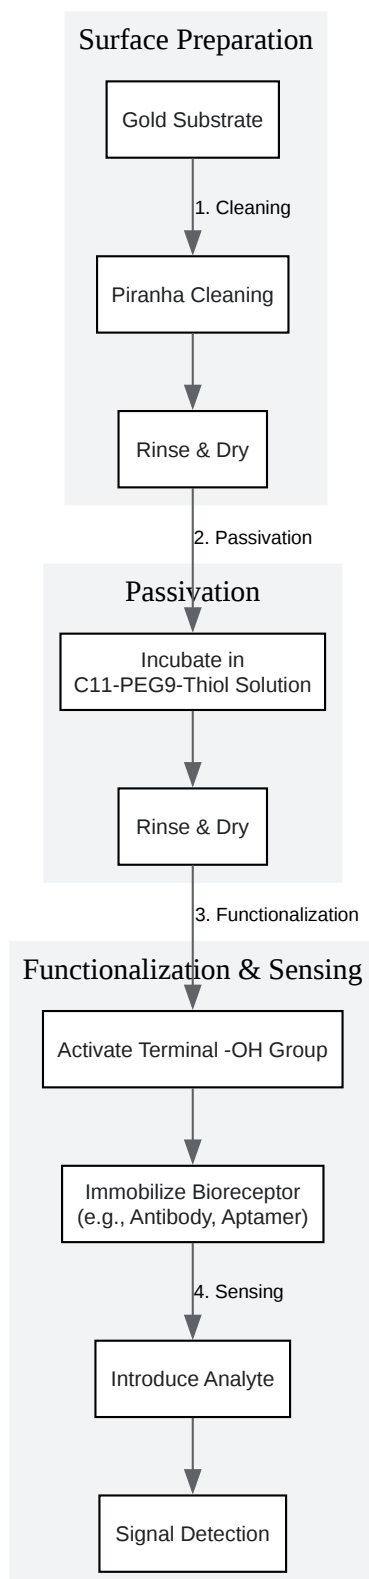 Surface Preparation
Gold Substrate
1. Cleaning
Piranha Cleaning
Rinse & Dry
2. Passivation
Passivation
Incubate in
C11-PEG9-Thiol Solution
Rinse & Dry
3. Functionalization
Functionalization & Sensing
Activate Terminal -OH Group
Immobilize Bioreceptor
(e.g., Antibody, Aptamer)
4. Sensing
Introduce Analyte
Signal Detection